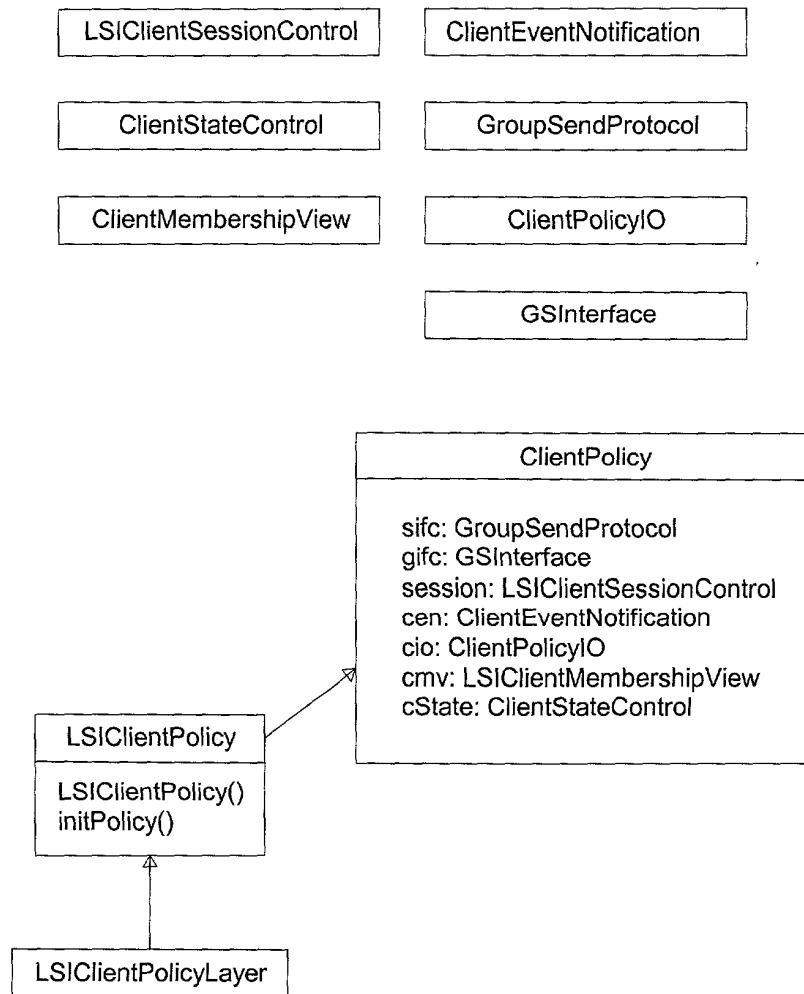 LSIClientSessionControl
ClientEventNotification
ClientStateControl
GroupSendProtocol
ClientMembershipView
ClientPolicyIO
GSInterface
ClientPolicy
sifc: GroupSendProtocol
gifc: GSInterface
session: LSIClientSessionControl
cen: ClientEventNotification
cio: ClientPolicyIO
cmv: LSIClientMembershipView
cState: ClientStateControl
LSIClientPolicy
LSIClientPolicy()
initPolicy()
LSIClientPolicyLayer